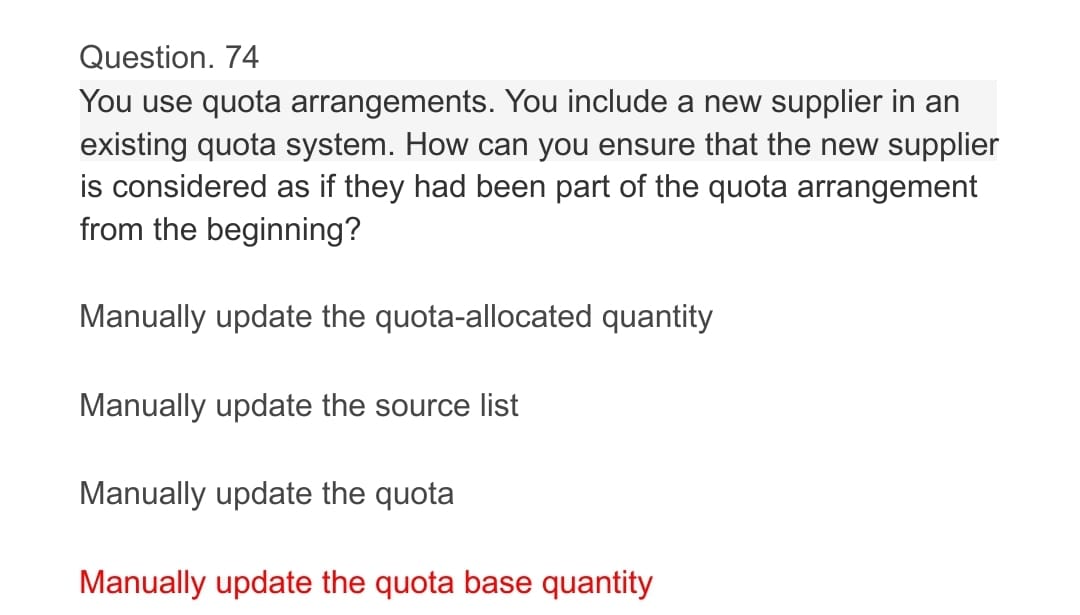 Question. 74
You use quota arrangements. You include a new supplier in an
existing quota system. How can you ensure that the new supplier
is considered as if they had been part of the quota arrangement
from the beginning?
Manually update the quota-allocated quantity
Manually update the source list
Manually update the quota
Manually update the quota base quantity